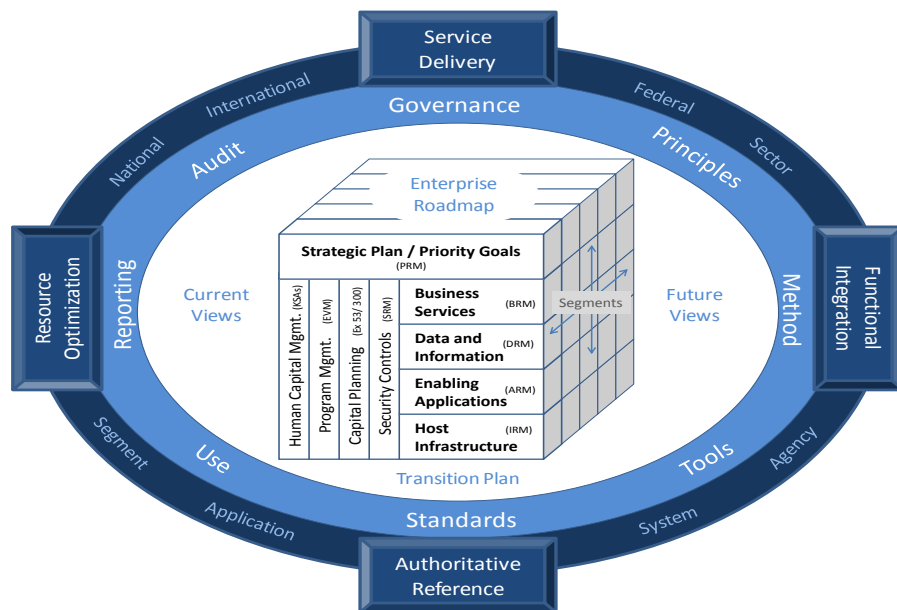 Service
Delivery
International
Federal
Governance
National
Sector
Audit
Principles
Enterprise
Roadmap
Strategic Plan / Priority Goals
(PRM)
Resource
Optimization
Reporting
Current
Views
Human Capital Mgmt. (KSAs)
Program Mgmt. (EVM)
Capital Planning (Ex 53/ 300)
Security Controls (SRM)
Business (BRM)
Services
Data and (DRM)
Information
Enabling (ARM)
Applications
Host (IRM)
Infrastructure
Segments
Future
Views
Method
Functional
Integration
Transition Plan
Use
Tools
Segment
Agency
Application
System
Standards
Authoritative
Reference